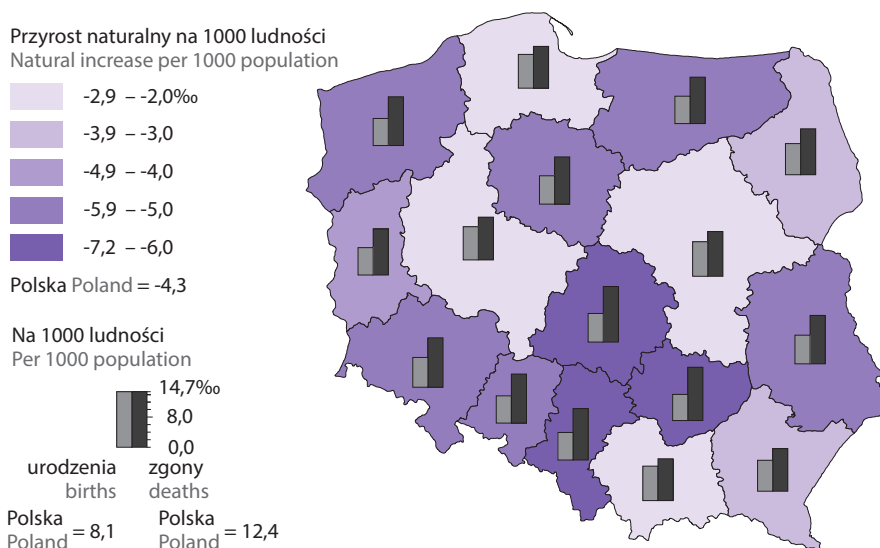 Przyrost naturalny na 1000 ludności
Natural increase per 1000 population
-2,9 – -2,0‰
-3,9 – -3,0
-4,9 – -4,0
-5,9 – -5,0
-7,2 – -6,0
Polska Poland = -4,3
Na 1000 ludności
Per 1000 population
14,7‰
8,0
0,0
urodzenia zgony
births deaths
Polska Polska
Poland = 8,1 Poland = 12,4